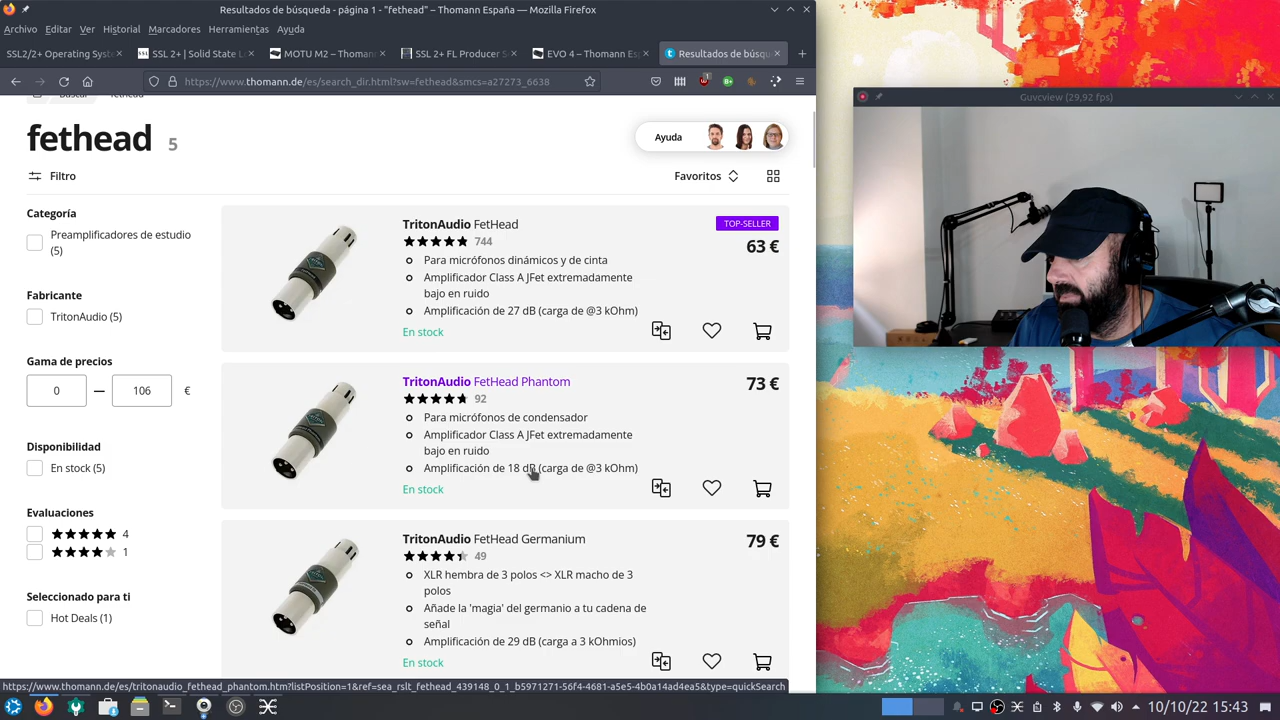 Resultados de búsqueda - página 1 - "fethead" – Thomann España — Mozilla Firefox
Archivo Editar Ver Historial Marcadores Herramientas Ayuda
SSL2/2+ Operating Syst
SSL 2+ | Solid State L
MOTU M2 – Thomann
SSL 2+ FL Producer S
EVO 4 – Thomann Es
Resultados de búsqu
https://www.thomann.de/es/search_dir.html?sw=fethead&smcs=a27273_6638
Buscar fethead
fethead 5
Ayuda
Filtro
Favoritos
Categoría
Preamplificadores de estudio
(5)
Fabricante
TritonAudio (5)
Gama de precios
0 — 106 €
Disponibilidad
En stock (5)
Evaluaciones
4
1
Seleccionado para ti
Hot Deals (1)
TritonAudio FetHead
TOP-SELLER
744
63 €
Para micrófonos dinámicos y de cinta
Amplificador Class A JFet extremadamente
bajo en ruido
Amplificación de 27 dB (carga de @3 kOhm)
En stock
TritonAudio FetHead Phantom
73 €
92
Para micrófonos de condensador
Amplificador Class A JFet extremadamente
bajo en ruido
Amplificación de 18 dB (carga de @3 kOhm)
En stock
TritonAudio FetHead Germanium
79 €
49
XLR hembra de 3 polos <> XLR macho de 3
polos
Añade la 'magia' del germanio a tu cadena de
señal
Amplificación de 29 dB (carga a 3 kOhmios)
En stock
https://www.thomann.de/es/tritonaudio_fethead_phantom.htm?listPosition=1&ref=sea_rslt_fethead_439148_0_1_b5971271-56f4-4681-a5e5-4b0a14ad4ea5&type=quickSearch
Guvcview (29,92 fps)
10/10/22 15:43